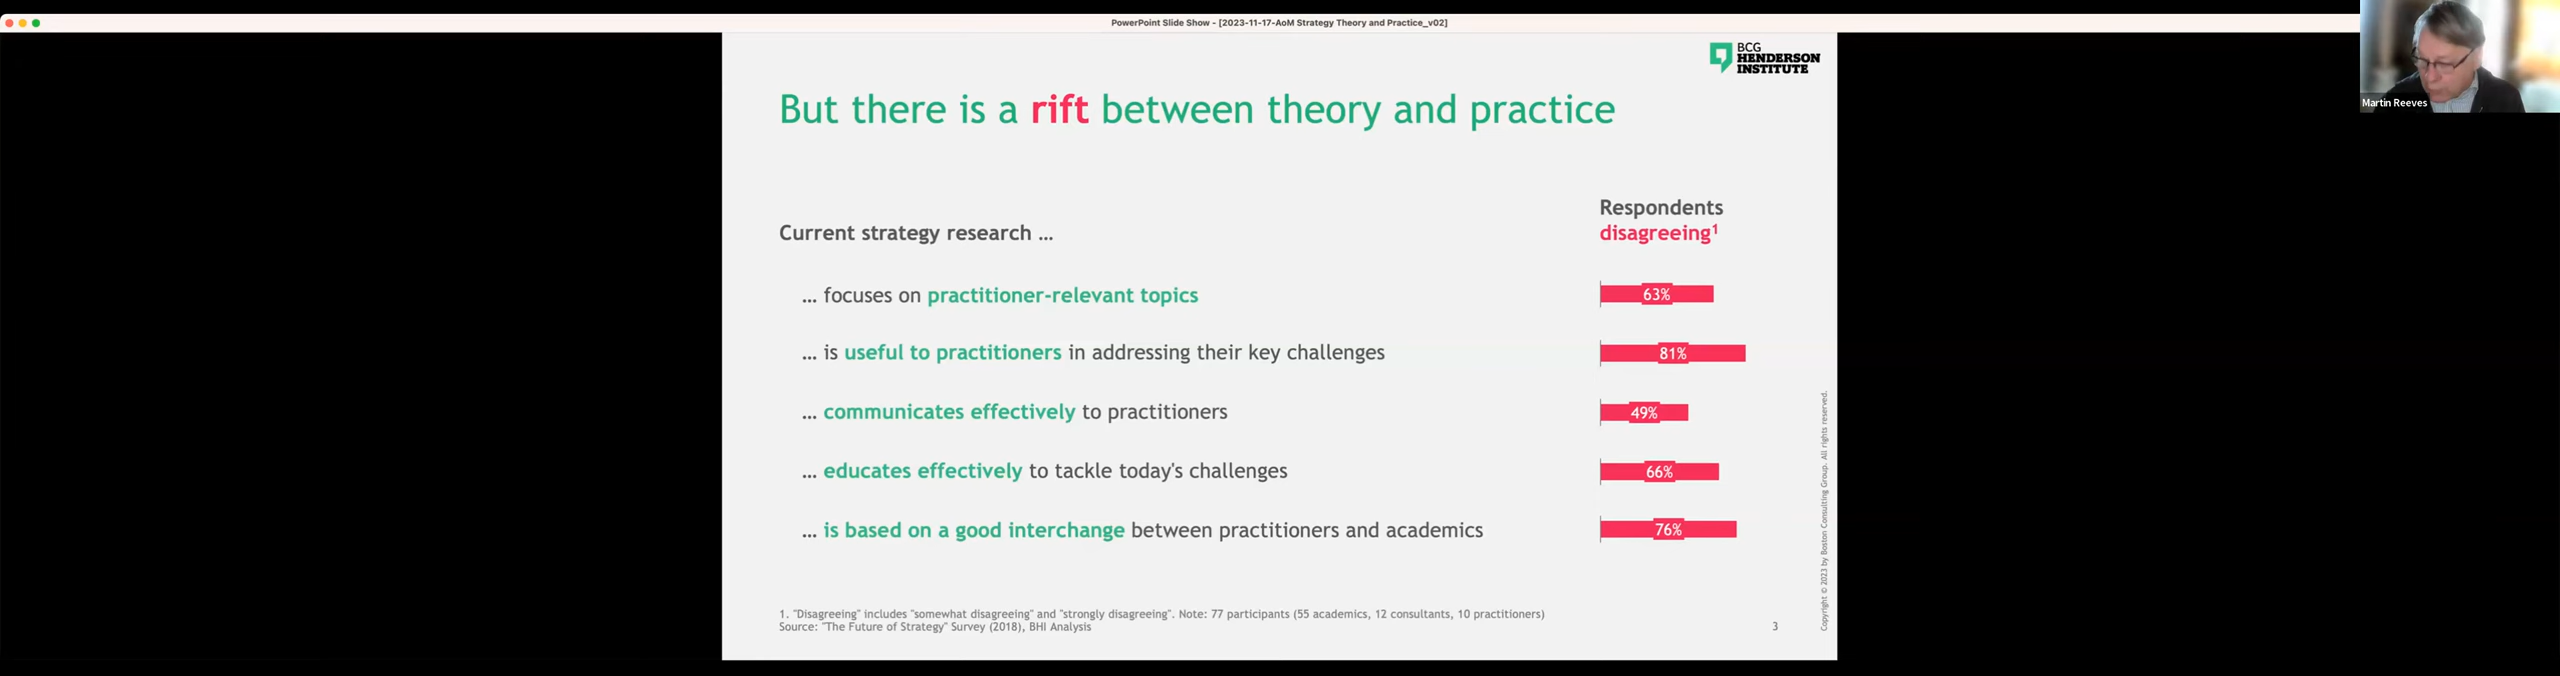 PowerPoint Slide Show - [2023-11-17-AoM Strategy Theory and Practice_v02]
BCG
HENDERSON
INSTITUTE
Martin Reeves
But there is a rift between theory and practice
Respondents
disagreeing¹
Current strategy research …
… focuses on practitioner-relevant topics
63%
… is useful to practitioners in addressing their key challenges
81%
… communicates effectively to practitioners
49%
… educates effectively to tackle today's challenges
66%
… is based on a good interchange between practitioners and academics
76%
1. "Disagreeing" includes "somewhat disagreeing" and "strongly disagreeing". Note: 77 participants (55 academics, 12 consultants, 10 practitioners)
Source: "The Future of Strategy" Survey (2018), BHI Analysis
3
Copyright © 2023 by Boston Consulting Group. All rights reserved.